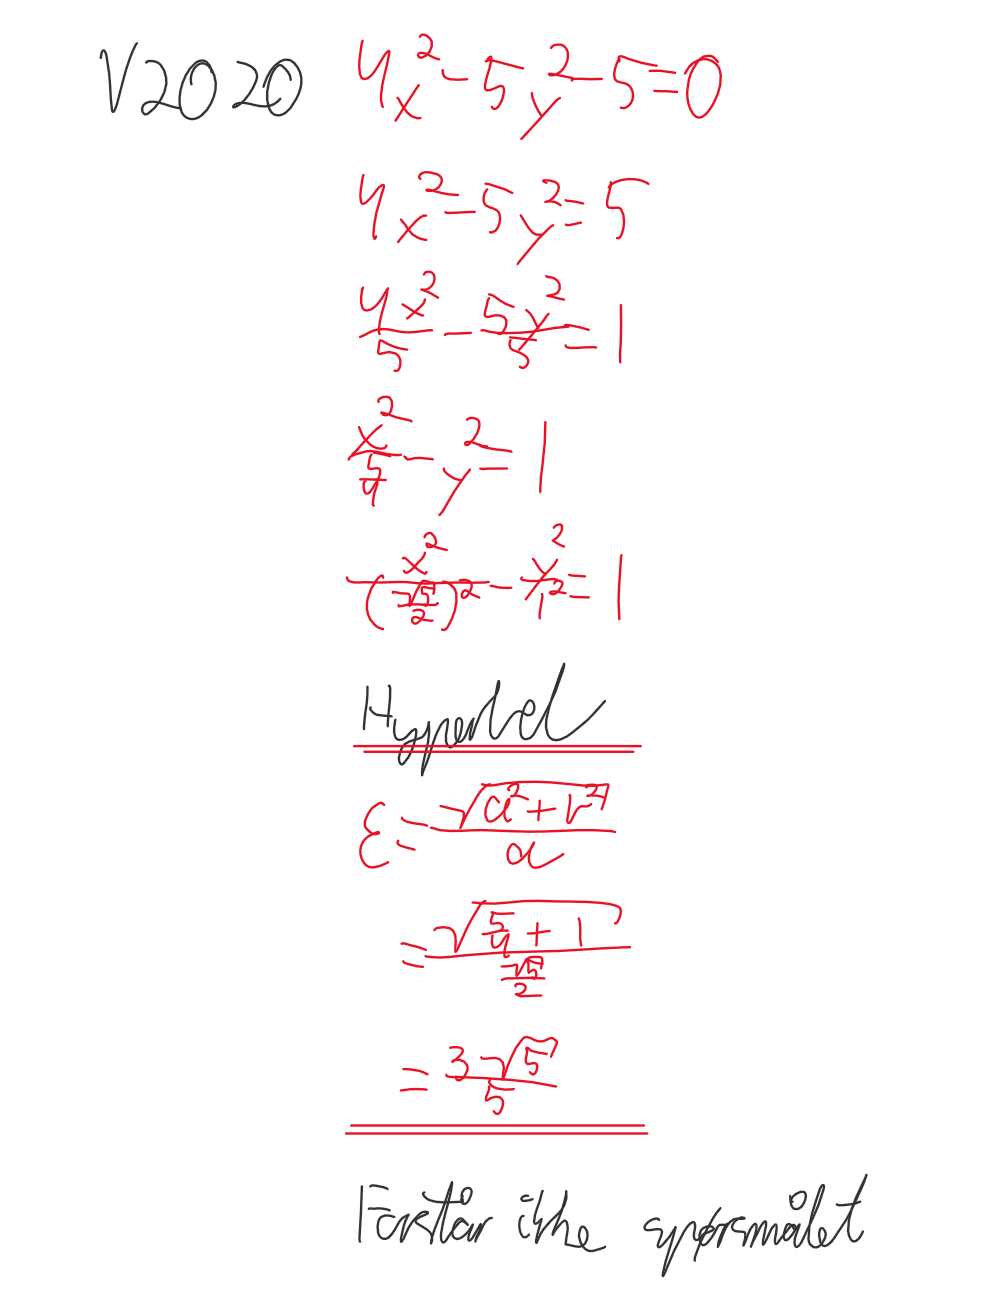 V2020 4x² - 5y² - 5 = 0
4x² - 5y² = 5
4x²/5 - 5y²/5 = 1
x²/(5/4) - y² = 1
x²/(√5/2)² - y²/1² = 1
Hyperbel
ε = √(a² + b²)/a
= √(5/4 + 1)/(√5/2)
= 3√5/5
Forstår ikke spørsmålet